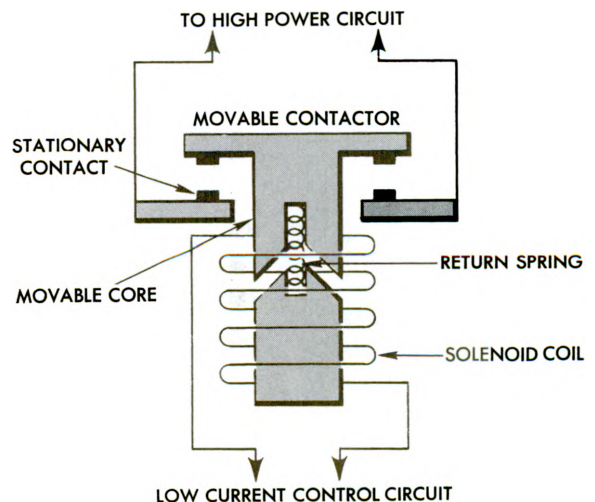 TO HIGH POWER CIRCUIT
MOVABLE CONTACTOR
STATIONARY
CONTACT
RETURN SPRING
MOVABLE CORE
SOLENOID COIL
LOW CURRENT CONTROL CIRCUIT